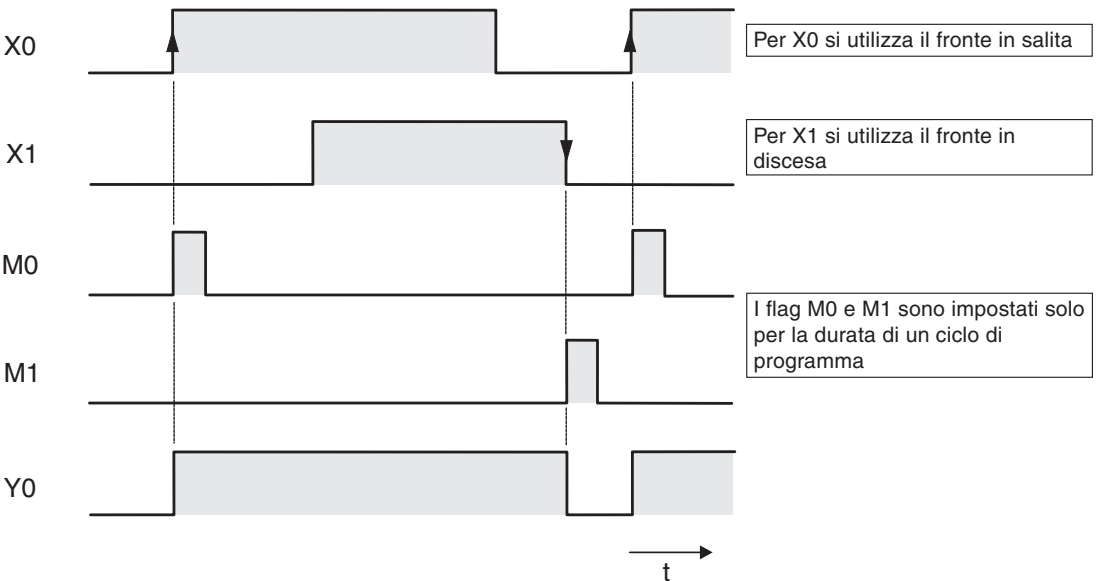 X0
Per X0 si utilizza il fronte in salita
X1
Per X1 si utilizza il fronte in
discesa
M0
I flag M0 e M1 sono impostati solo
per la durata di un ciclo di
programma
M1
Y0
t